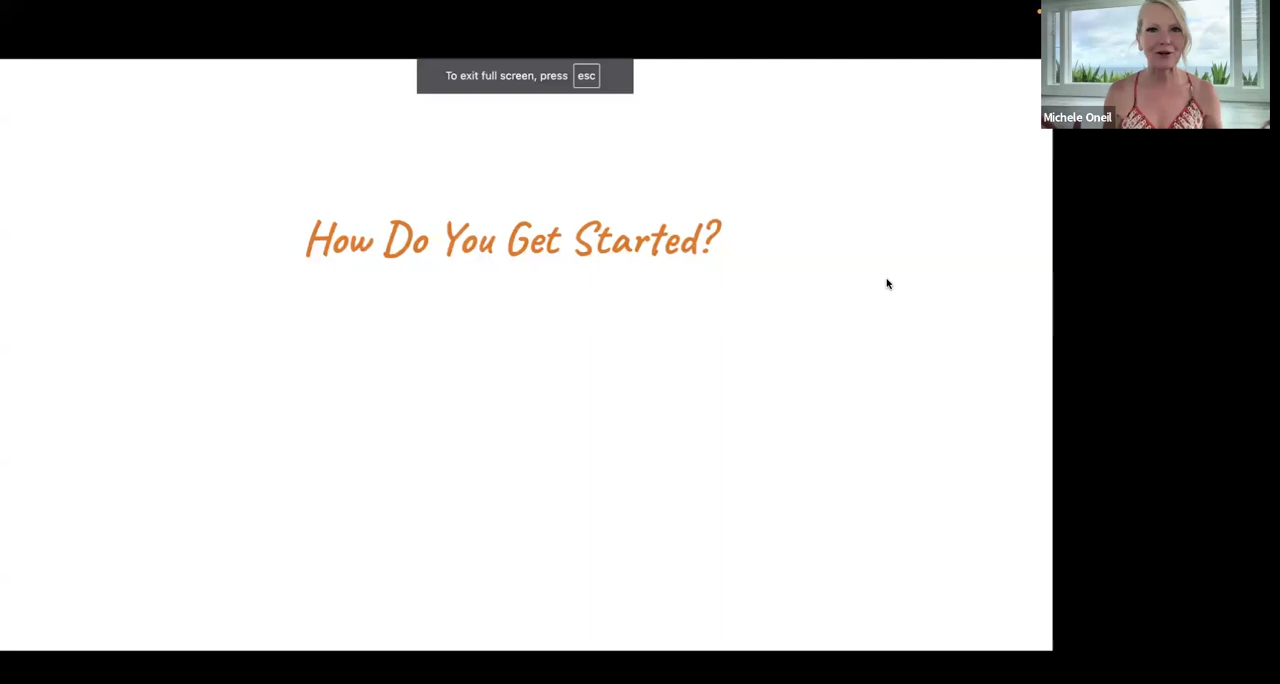 To exit full screen, press esc
Michele Oneil
How Do You Get Started?